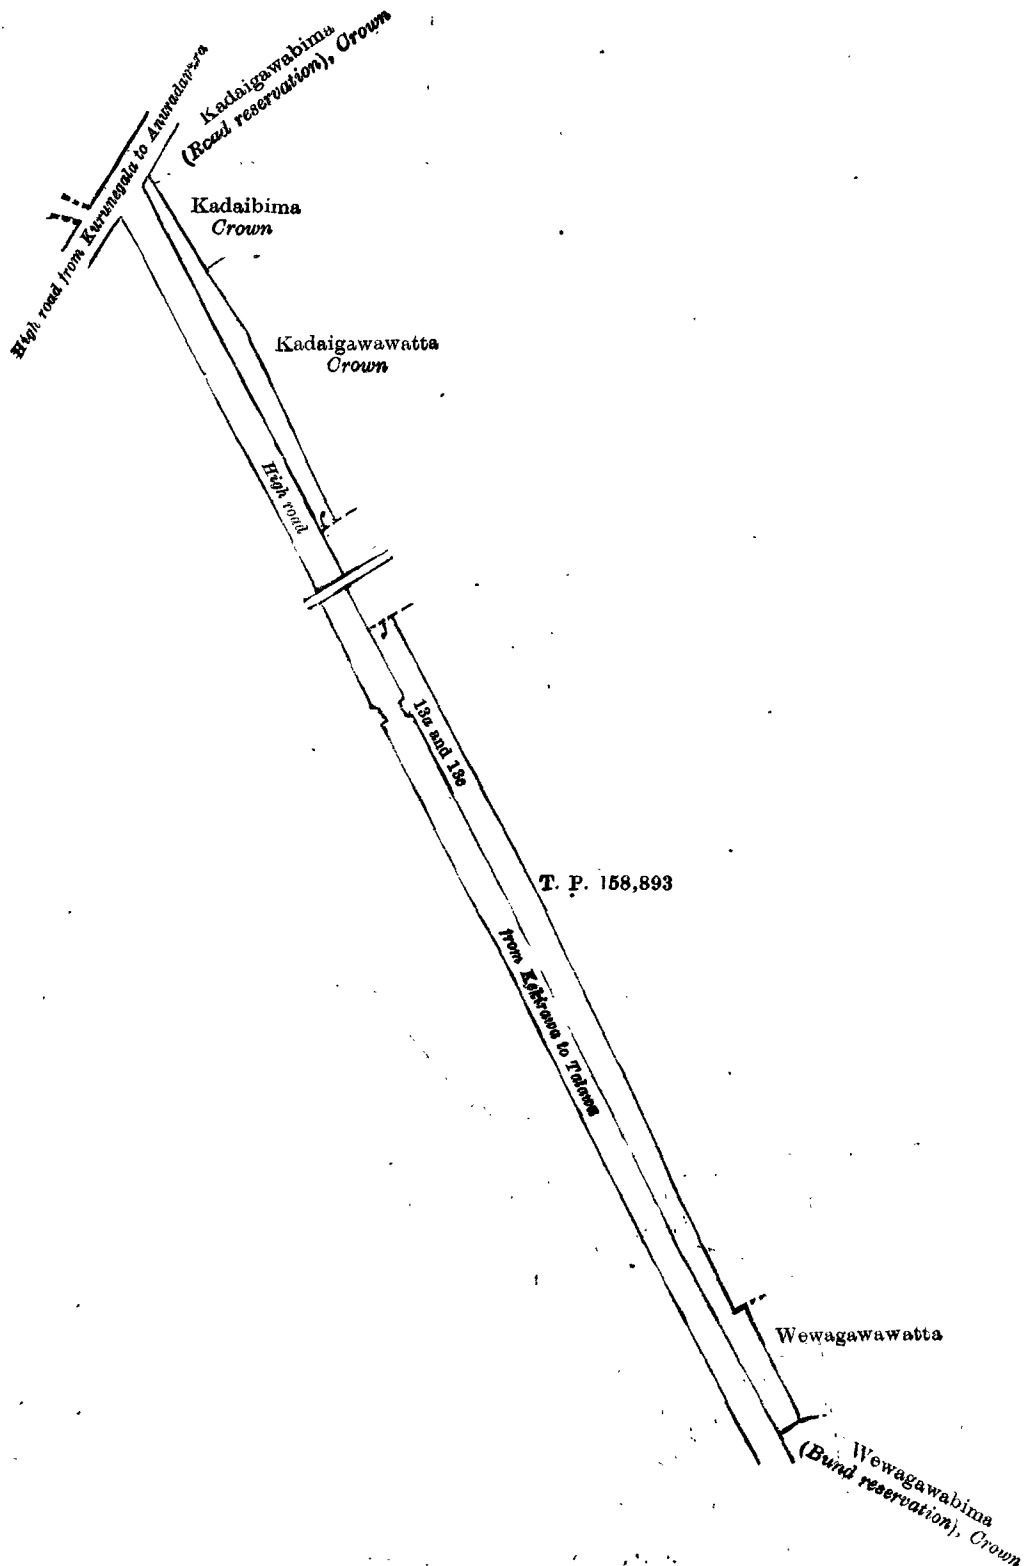 Kadaigawabima
(Road reservation), Crown
High road from Kurunegala to Anuradapura
Kadaibima
Crown
Kadaigawawatta
Crown
High road
13a and 13c
T. P. 158,893
from Kekirawa to Talawa
Wewagawawatta
Wewagawabima
(Bund reservation), Crown